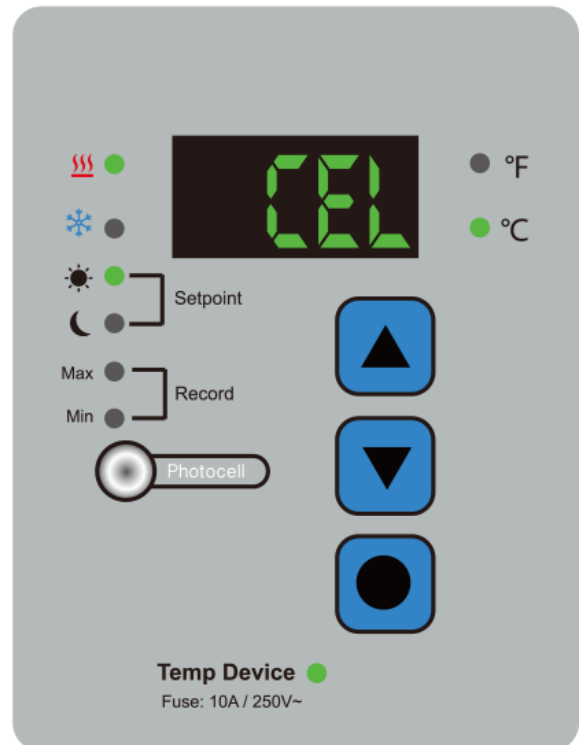 CEL
°F
°C
Setpoint
Max
Min
Record
Photocell
Temp Device
Fuse: 10A / 250V~